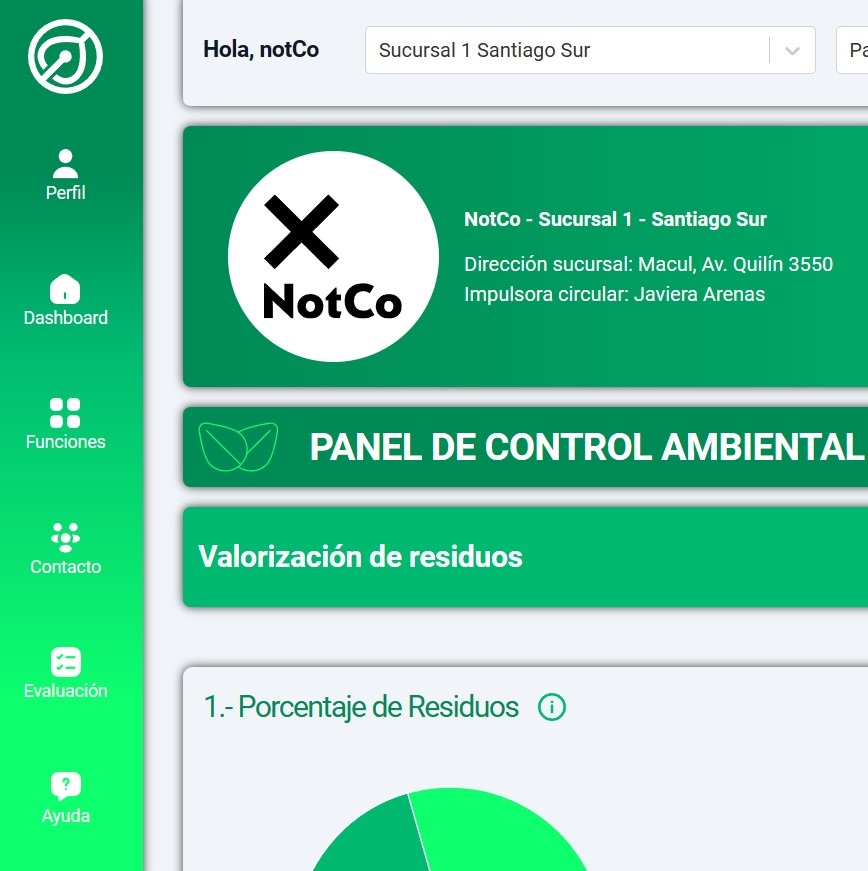 Hola, notCo
Sucursal 1 Santiago Sur
Perfil
Dashboard
Funciones
Contacto
Evaluación
Ayuda
NotCo
NotCo - Sucursal 1 - Santiago Sur
Dirección sucursal: Macul, Av. Quilín 3550
Impulsora circular: Javiera Arenas
PANEL DE CONTROL AMBIENTAL
Valorización de residuos
1.- Porcentaje de Residuos